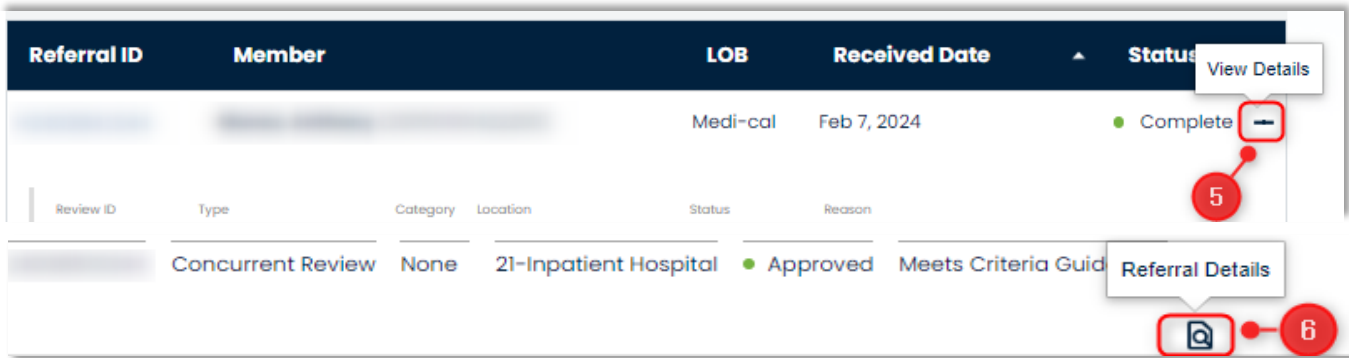 Referral ID Member LOB Received Date Status
View Details
Medi-cal Feb 7, 2024 Complete
5
Review ID Type Category Location Status Reason
Concurrent Review None 21-Inpatient Hospital Approved Meets Criteria
Referral Details
6